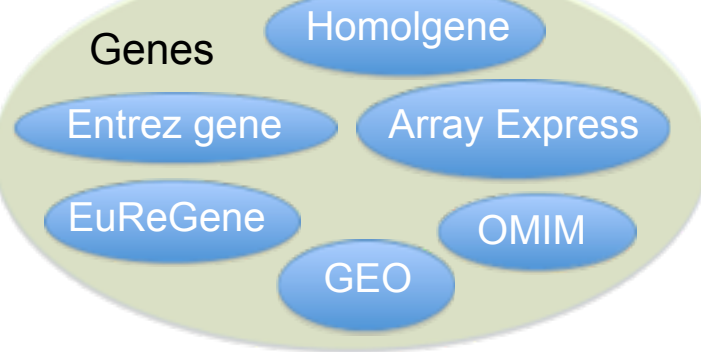 Homolgene
Genes
Entrez gene
Array Express
EuReGene
OMIM
GEO